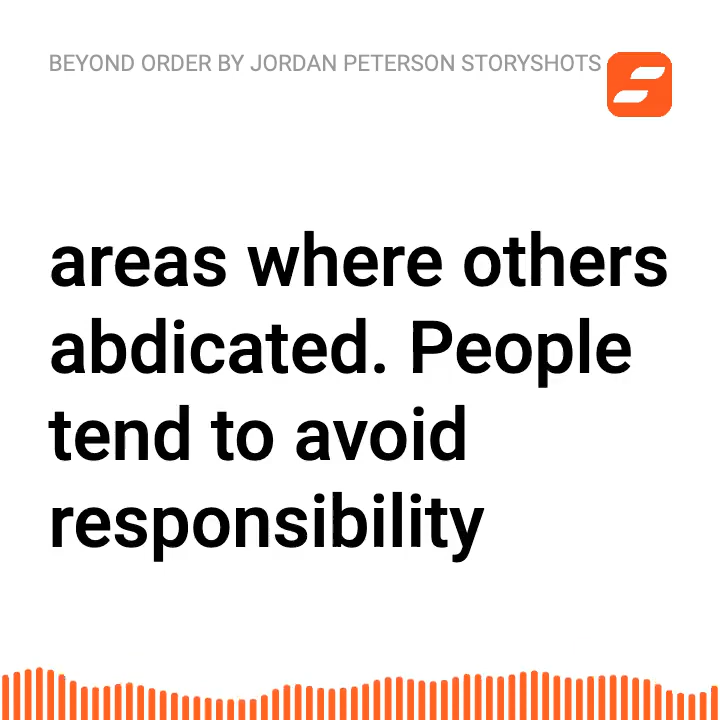 BEYOND ORDER BY JORDAN PETERSON STORYSHOTS
areas where others
abdicated. People
tend to avoid
responsibility